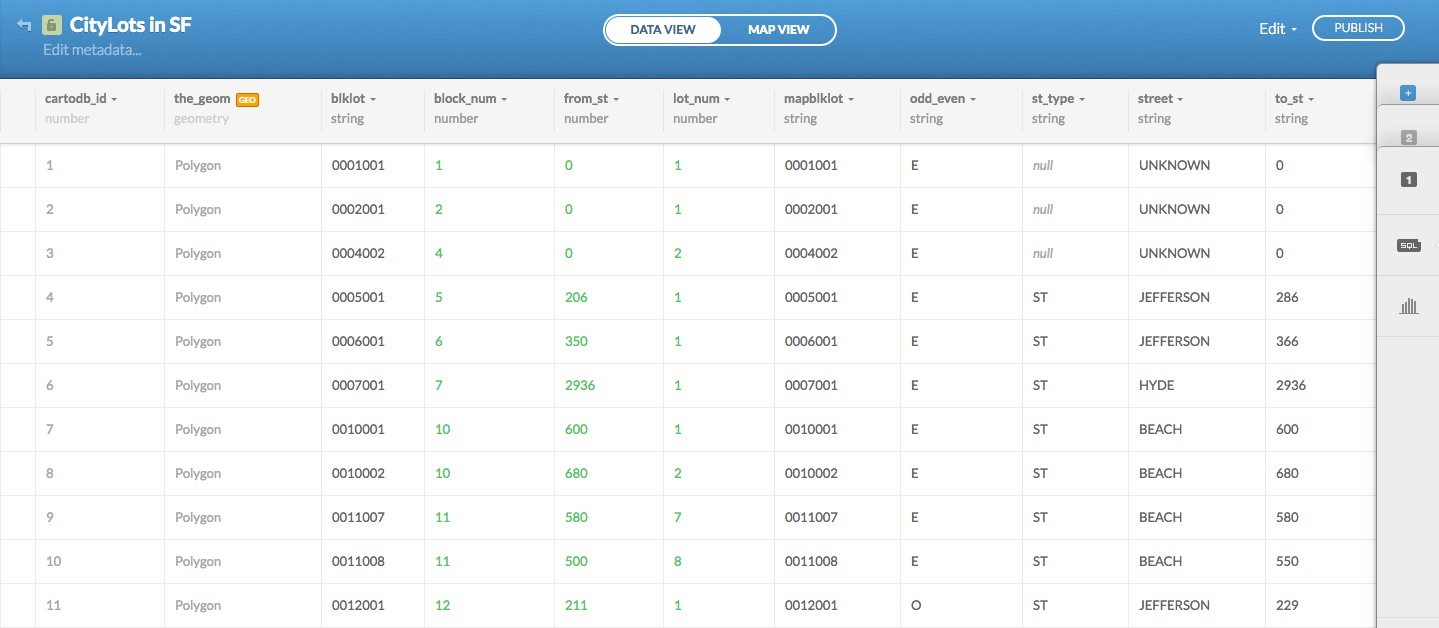 CityLots in SF
Edit metadata...
DATA VIEW MAP VIEW
Edit PUBLISH
cartodb_id the_geom GEO blklot block_num from_st lot_num mapblklot odd_even st_type street to_st
number geometry string number number number string string string string string
1 Polygon 0001001 1 0 1 0001001 E null UNKNOWN 0
2 Polygon 0002001 2 0 1 0002001 E null UNKNOWN 0
3 Polygon 0004002 4 0 2 0004002 E null UNKNOWN 0
4 Polygon 0005001 5 206 1 0005001 E ST JEFFERSON 286
5 Polygon 0006001 6 350 1 0006001 E ST JEFFERSON 366
6 Polygon 0007001 7 2936 1 0007001 E ST HYDE 2936
7 Polygon 0010001 10 600 1 0010001 E ST BEACH 600
8 Polygon 0010002 10 680 2 0010002 E ST BEACH 680
9 Polygon 0011007 11 580 7 0011007 E ST BEACH 580
10 Polygon 0011008 11 500 8 0011008 E ST BEACH 550
11 Polygon 0012001 12 211 1 0012001 O ST JEFFERSON 229
+
2
1
SQL